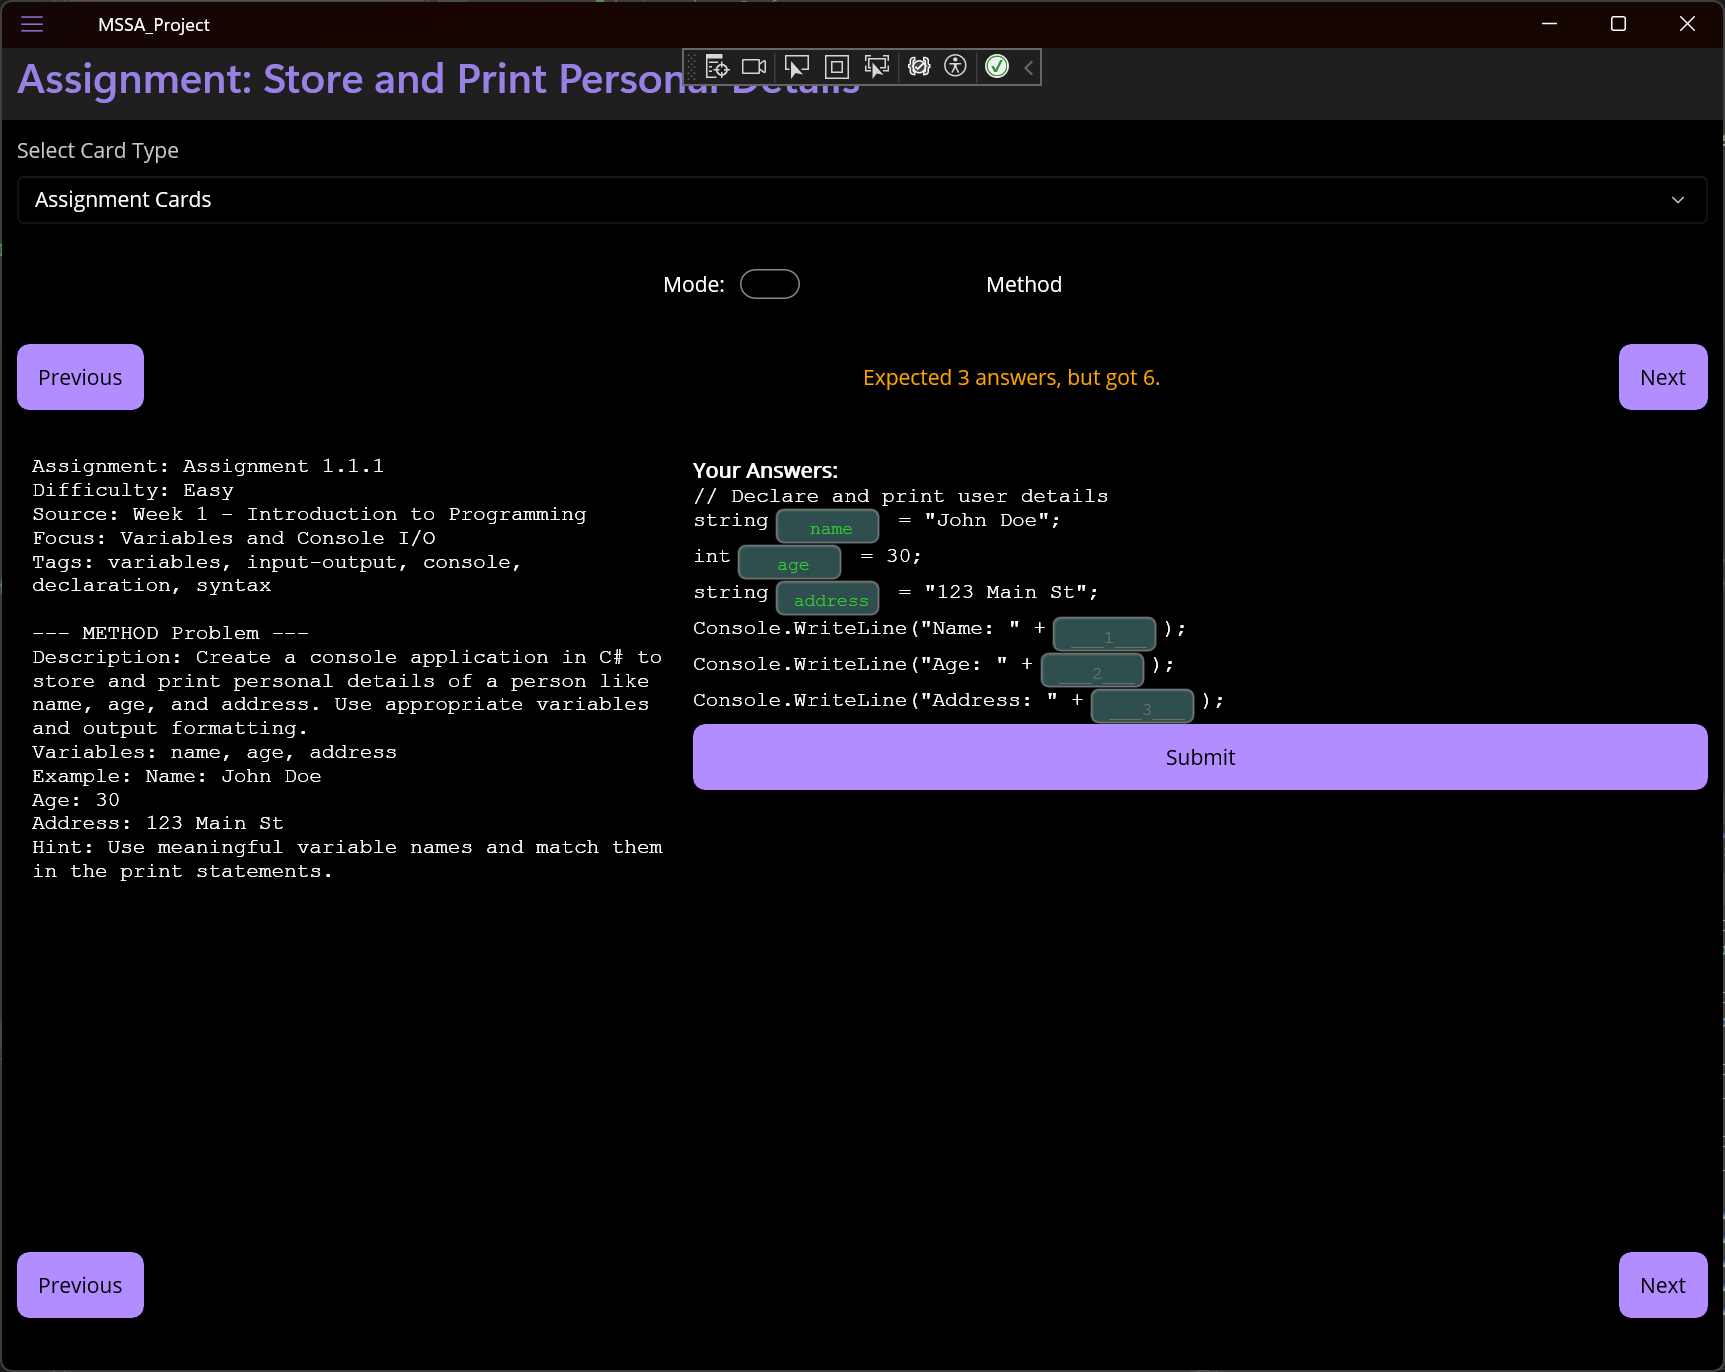 MSSA_Project
Assignment: Store and Print Personal Details
Select Card Type
Assignment Cards
Mode:
Method
Previous
Expected 3 answers, but got 6.
Next
Assignment: Assignment 1.1.1
Difficulty: Easy
Source: Week 1 - Introduction to Programming
Focus: Variables and Console I/O
Tags: variables, input-output, console,
declaration, syntax
--- METHOD Problem ---
Description: Create a console application in C# to
store and print personal details of a person like
name, age, and address. Use appropriate variables
and output formatting.
Variables: name, age, address
Example: Name: John Doe
Age: 30
Address: 123 Main St
Hint: Use meaningful variable names and match them
in the print statements.
Your Answers:
// Declare and print user details
string name = "John Doe";
int age = 30;
string address = "123 Main St";
Console.WriteLine("Name: " + ___1___ );
Console.WriteLine("Age: " + ___2___ );
Console.WriteLine("Address: " + ___3___ );
Submit
Previous
Next